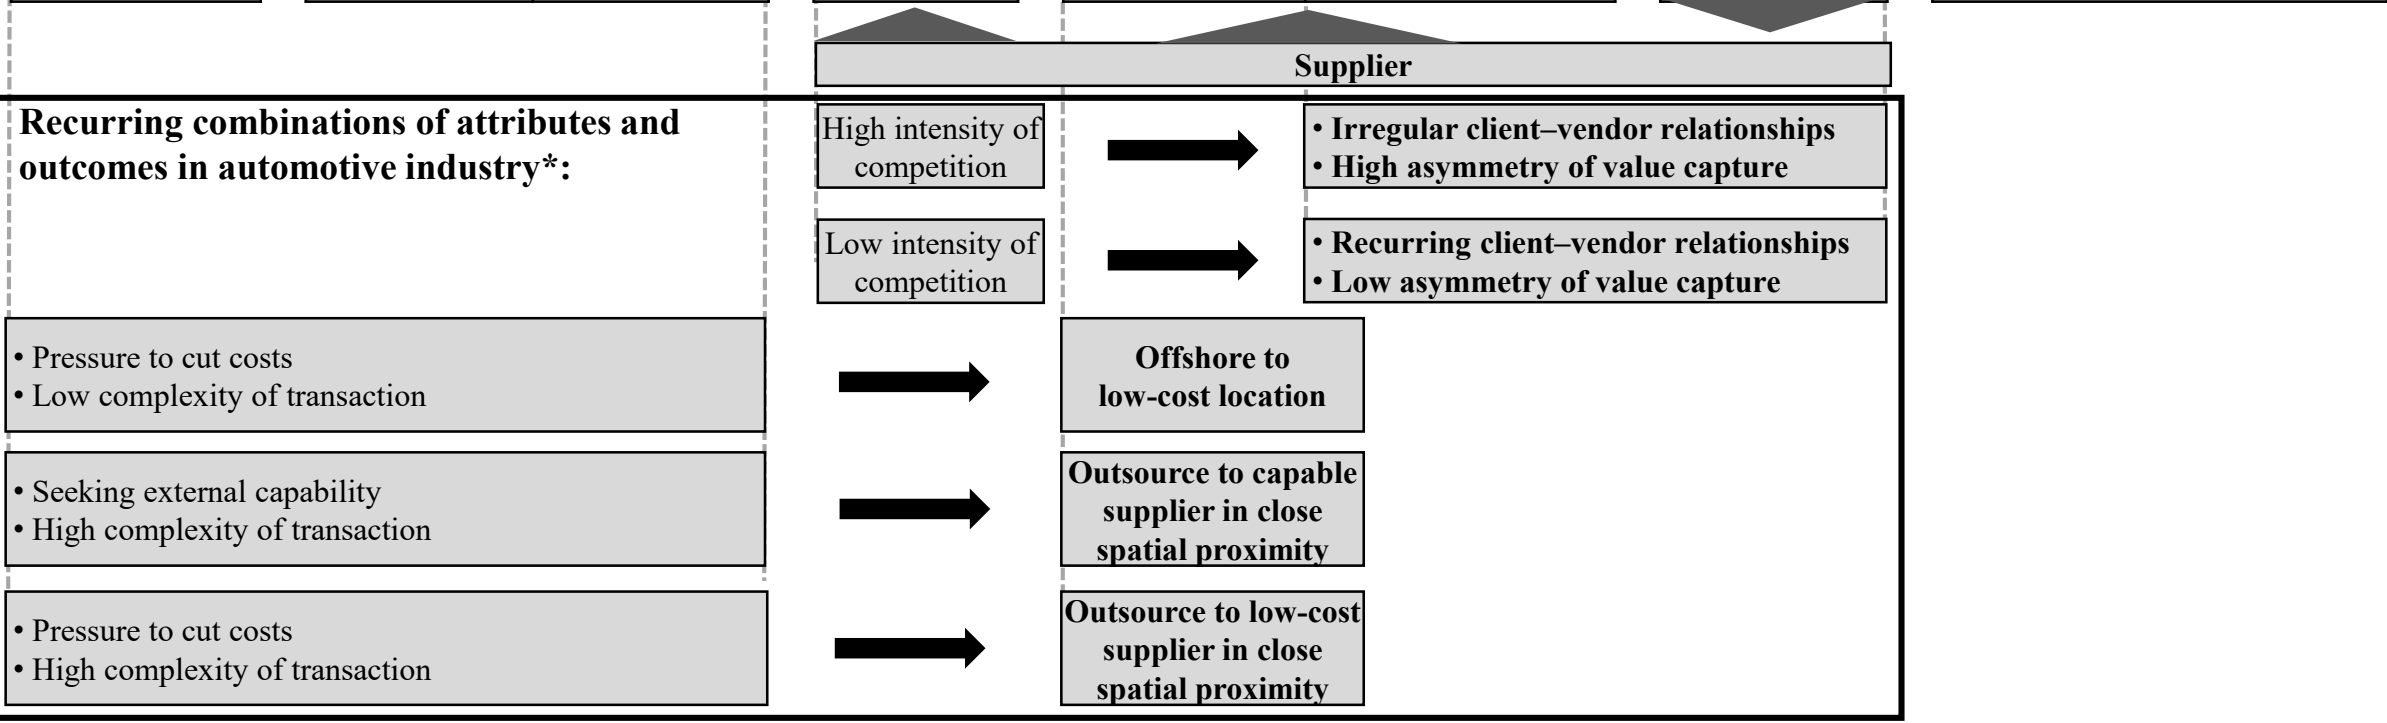 Supplier
Recurring combinations of attributes and
outcomes in automotive industry*:
High intensity of
competition
• Irregular client–vendor relationships
• High asymmetry of value capture
Low intensity of
competition
• Recurring client–vendor relationships
• Low asymmetry of value capture
• Pressure to cut costs
• Low complexity of transaction
Offshore to
low-cost location
• Seeking external capability
• High complexity of transaction
Outsource to capable
supplier in close
spatial proximity
• Pressure to cut costs
• High complexity of transaction
Outsource to low-cost
supplier in close
spatial proximity